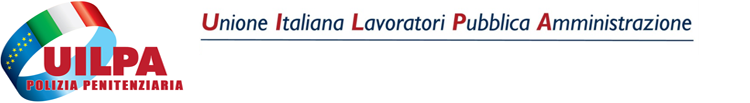 Unione Italiana Lavoratori Pubblica Amministrazione
UILPA
POLIZIA PENITENZIARIA